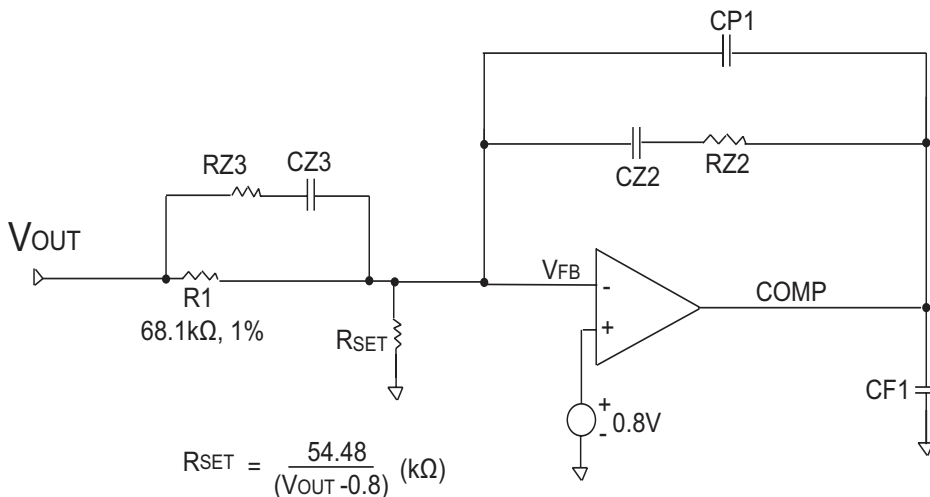 CP1
CZ2
RZ2
RZ3
CZ3
VOUT
R1
68.1kΩ, 1%
RSET
VFB
-
+
COMP
+
-
0.8V
CF1
RSET = 54.48 / (VOUT -0.8) (kΩ)